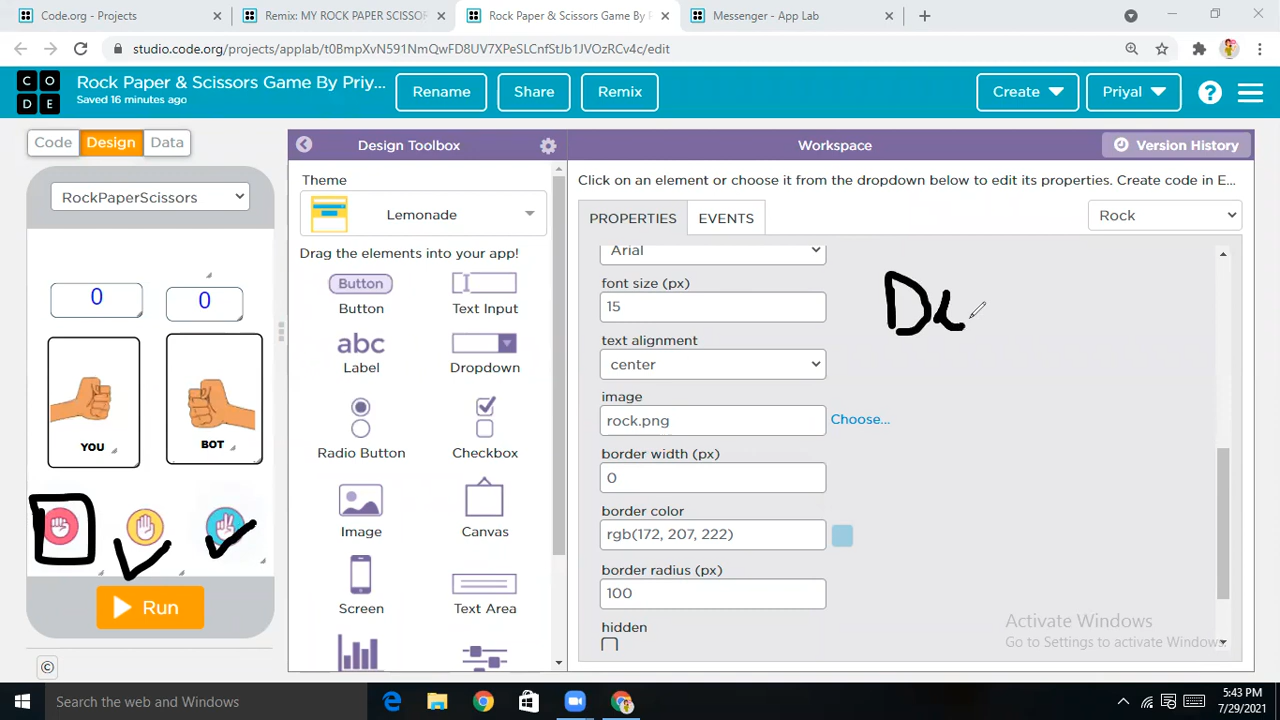 Code.org - Projects
Remix: MY ROCK PAPER SCISSOR
Rock Paper & Scissors Game By P
Messenger - App Lab
studio.code.org/projects/applab/t0BmpXvN591NmQwFD8UV7XPeSLCnfStJb1JVOzRCv4c/edit
CO
DE
Rock Paper & Scissors Game By Priy...
Saved 16 minutes ago
Rename
Share
Remix
Create
Priyal
?
Code
Design
Data
Design Toolbox
Workspace
Version History
RockPaperScissors
0
0
YOU
BOT
Run
©
Theme
Lemonade
Drag the elements into your app!
Button
Button
Text Input
abc
Label
Dropdown
Radio Button
Checkbox
Image
Canvas
Screen
Text Area
Click on an element or choose it from the dropdown below to edit its properties. Create code in E...
PROPERTIES
EVENTS
Rock
Arial
font size (px)
15
text alignment
center
image
rock.png
Choose...
border width (px)
0
border color
rgb(172, 207, 222)
border radius (px)
100
hidden
Activate Windows
Go to Settings to activate Windows.
Search the web and Windows
5:43 PM
7/29/2021